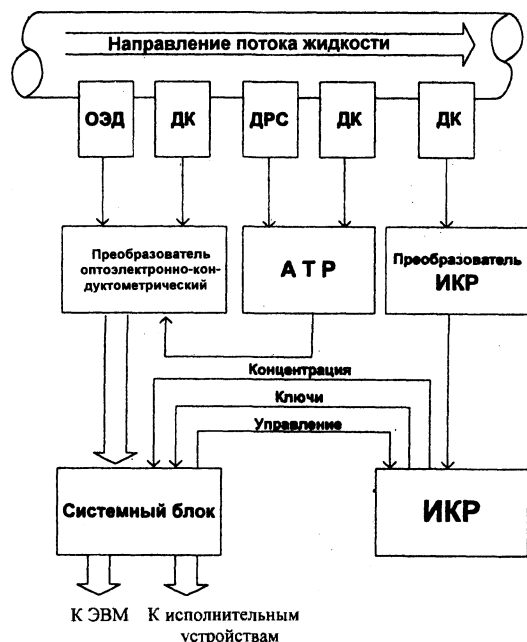 Направление потока жидкости
ОЭД
ДК
ДРС
ДК
ДК
Преобразователь
оптоэлектронно-кон-
дуктометрический
АТР
Преобразователь
ИКР
Концентрация
Ключи
Управление
Системный блок
ИКР
К ЭВМ
К исполнительным
устройствам